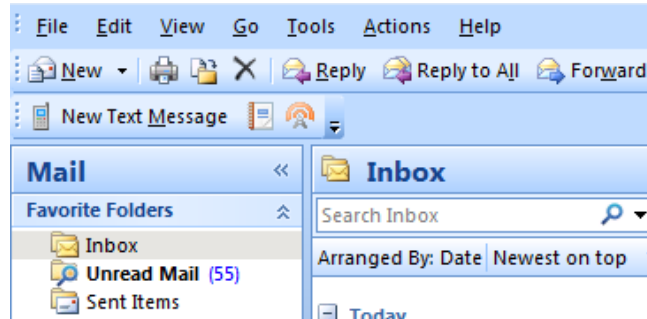 File Edit View Go Tools Actions Help
New Reply Reply to All Forward
New Text Message
Mail
Favorite Folders
Inbox
Unread Mail (55)
Sent Items
Inbox
Search Inbox
Arranged By: Date Newest on top
Today